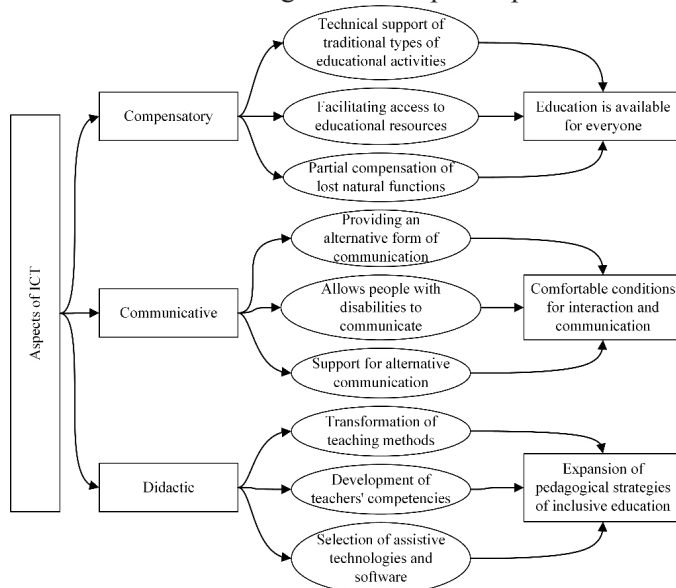 Technical support of
traditional types of
educational activities
Compensatory
Facilitating access to
educational resources
Education is available
for everyone
Partial compensation of
lost natural functions
Aspects of ICT
Providing an
alternative form of
communication
Communicative
Allows people with
disabilities to
communicate
Comfortable conditions
for interaction and
communication
Support for alternative
communication
Transformation of
teaching methods
Didactic
Development of
teachers' competencies
Expansion of
pedagogical strategies
of inclusive education
Selection of assistive
technologies and
software